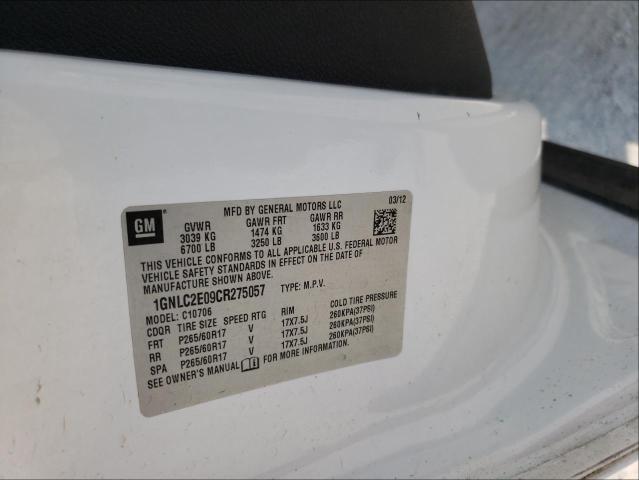 GM
MFD BY GENERAL MOTORS LLC
03/12
GVWR GAWR FRT GAWR RR
3039 KG 1474 KG 1633 KG
6700 LB 3250 LB 3600 LB
THIS VEHICLE CONFORMS TO ALL APPLICABLE U.S. FEDERAL MOTOR
VEHICLE SAFETY STANDARDS IN EFFECT ON THE DATE OF
MANUFACTURE SHOWN ABOVE.
1GNLC2E09CR275057 TYPE: M.P.V.
MODEL: C10706
CDQR TIRE SIZE SPEED RTG RIM COLD TIRE PRESSURE
FRT P265/60R17 V 17X7.5J 260KPA(37PSI)
RR P265/60R17 V 17X7.5J 260KPA(37PSI)
SPA P265/60R17 V 17X7.5J 260KPA(37PSI)
SEE OWNER'S MANUAL FOR MORE INFORMATION.